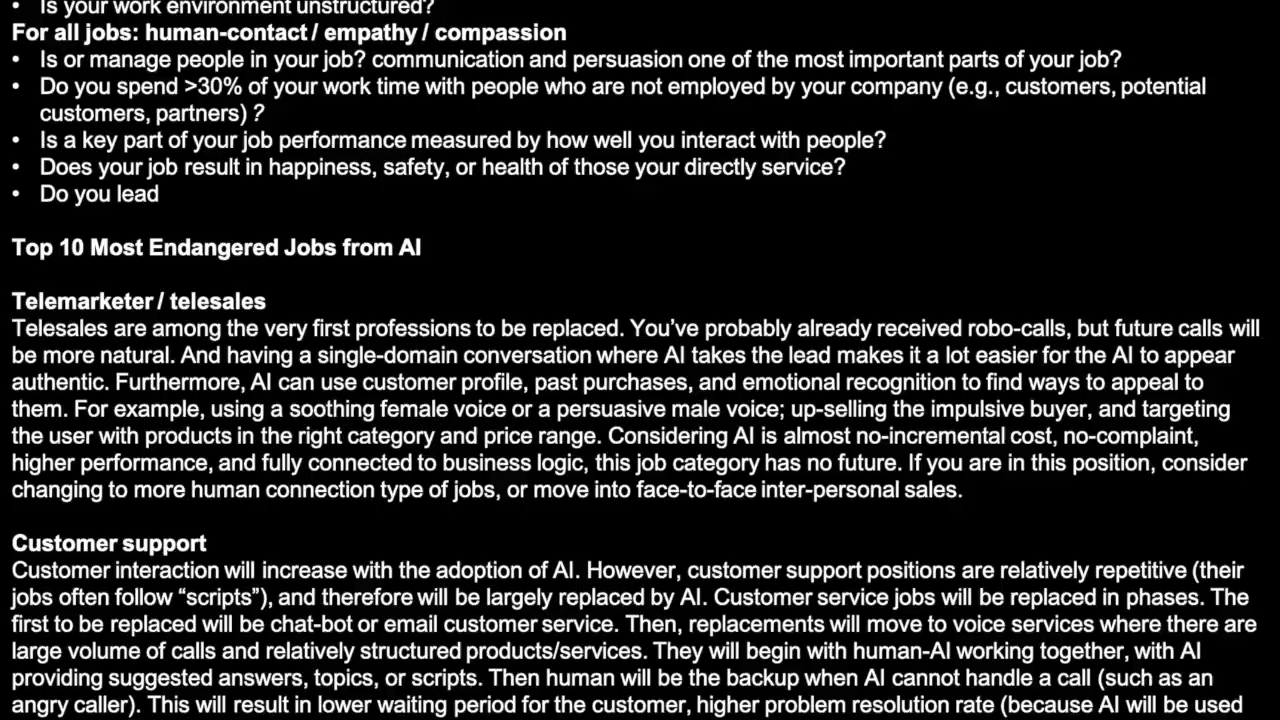 • Is your work environment unstructured?
For all jobs: human-contact / empathy / compassion
• Is or manage people in your job? communication and persuasion one of the most important parts of your job?
• Do you spend >30% of your work time with people who are not employed by your company (e.g., customers, potential
customers, partners) ?
• Is a key part of your job performance measured by how well you interact with people?
• Does your job result in happiness, safety, or health of those your directly service?
• Do you lead
Top 10 Most Endangered Jobs from AI
Telemarketer / telesales
Telesales are among the very first professions to be replaced. You’ve probably already received robo-calls, but future calls will
be more natural. And having a single-domain conversation where AI takes the lead makes it a lot easier for the AI to appear
authentic. Furthermore, AI can use customer profile, past purchases, and emotional recognition to find ways to appeal to
them. For example, using a soothing female voice or a persuasive male voice; up-selling the impulsive buyer, and targeting
the user with products in the right category and price range. Considering AI is almost no-incremental cost, no-complaint,
higher performance, and fully connected to business logic, this job category has no future. If you are in this position, consider
changing to more human connection type of jobs, or move into face-to-face inter-personal sales.
Customer support
Customer interaction will increase with the adoption of AI. However, customer support positions are relatively repetitive (their
jobs often follow “scripts”), and therefore will be largely replaced by AI. Customer service jobs will be replaced in phases. The
first to be replaced will be chat-bot or email customer service. Then, replacements will move to voice services where there are
large volume of calls and relatively structured products/services. They will begin with human-AI working together, with AI
providing suggested answers, topics, or scripts. Then human will be the backup when AI cannot handle a call (such as an
angry caller). This will result in lower waiting period for the customer, higher problem resolution rate (because AI will be used